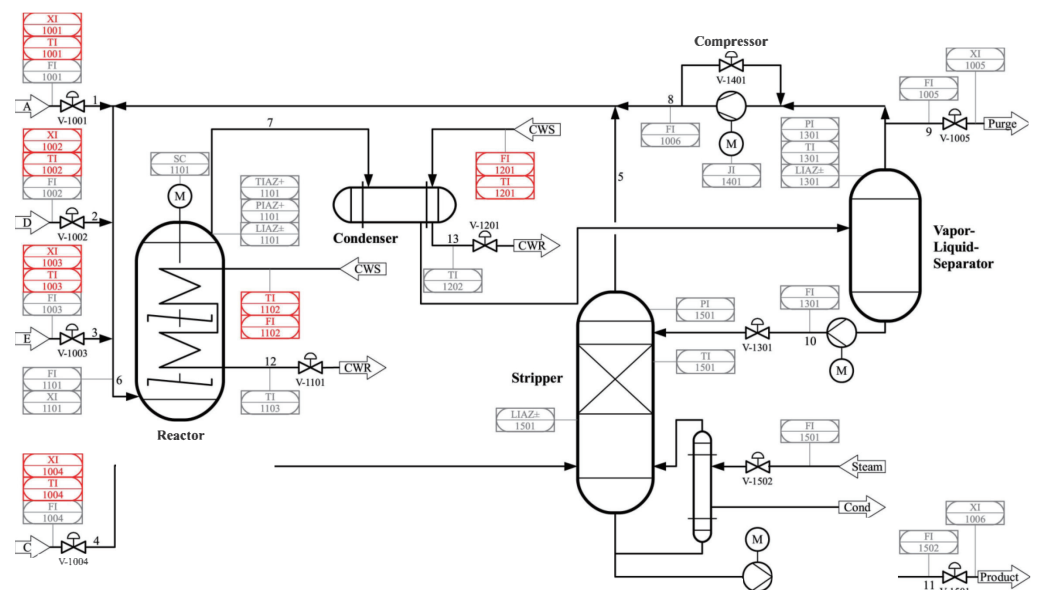 XI
1001
TI
1001
FI
1001
A
V-1001
1
XI
1002
TI
1002
FI
1002
D
V-1002
2
XI
1003
TI
1003
FI
1003
E
V-1003
3
FI
1101
XI
1101
6
XI
1004
TI
1004
FI
1004
C
V-1004
4
7
SC
1101
M
TIAZ+
1101
PIAZ+
1101
LIAZ±
1101
Reactor
CWS
TI
1102
FI
1102
12
V-1101
CWR
TI
1103
Condenser
CWS
FI
1201
TI
1201
13
V-1201
CWR
TI
1202
Compressor
V-1401
8
FI
1006
M
JI
1401
5
PI
1301
TI
1301
LIAZ±
1301
FI
1005
XI
1005
9
V-1005
Purge
Vapor-
Liquid-
Separator
FI
1301
V-1301
10
M
PI
1501
TI
1501
Stripper
LIAZ±
1501
FI
1501
V-1502
Steam
Cond
M
FI
1502
XI
1006
11
V-1501
Product